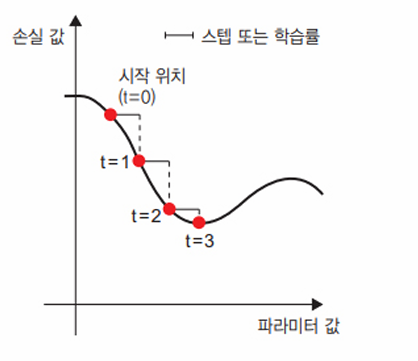 손실 값
스텝 또는 학습률
시작 위치
(t=0)
t=1
t=2
t=3
파라미터 값